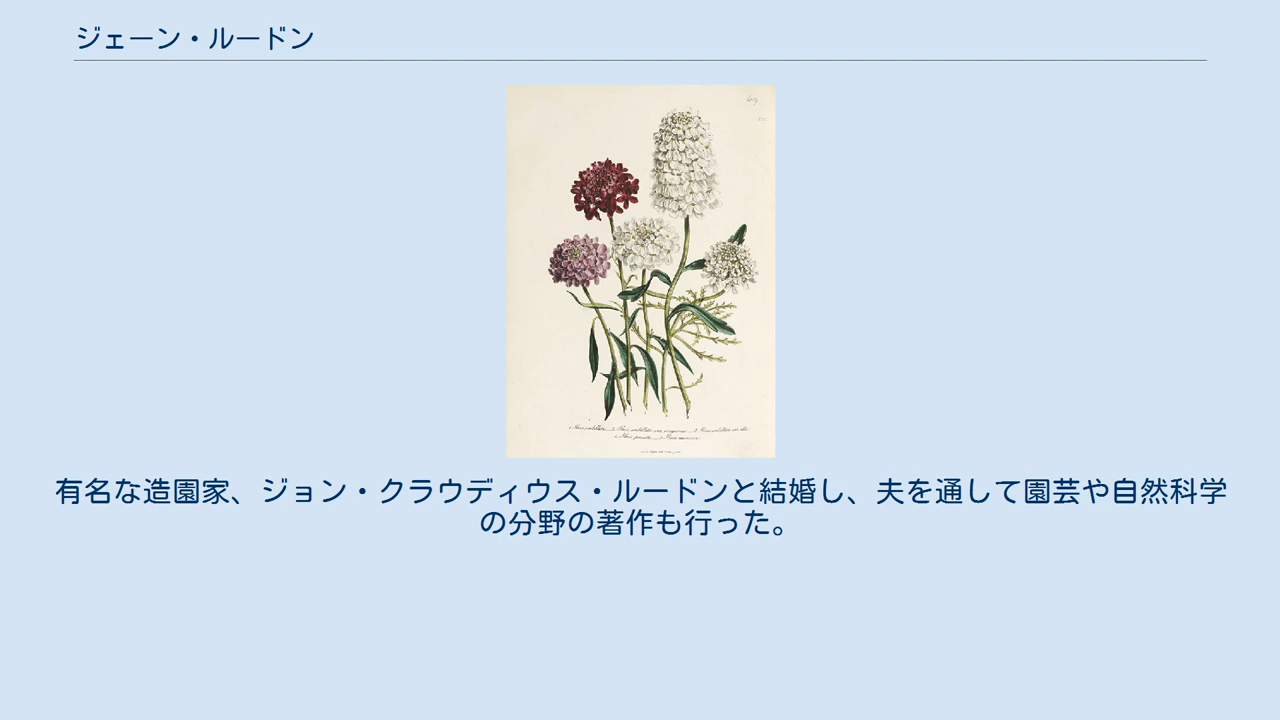 ジェーン・ルードン
有名な造園家、ジョン・クラウディウス・ルードンと結婚し、夫を通して園芸や自然科学
の分野の著作も行った。